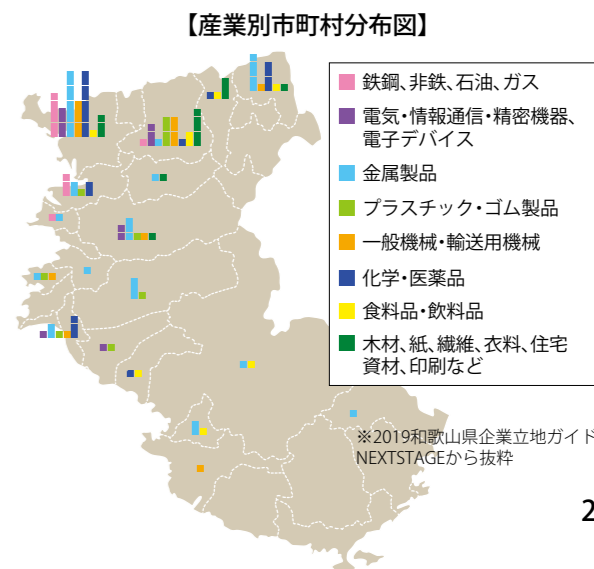 【産業別市町村分布図】
鉄鋼、非鉄、石油、ガス
電気・情報通信・精密機器、
電子デバイス
金属製品
プラスチック・ゴム製品
一般機械・輸送用機械
化学・医薬品
食料品・飲料品
木材、紙、繊維、衣料、住宅
資材、印刷など
※2019和歌山県企業立地ガイド
NEXTSTAGEから抜粋
2